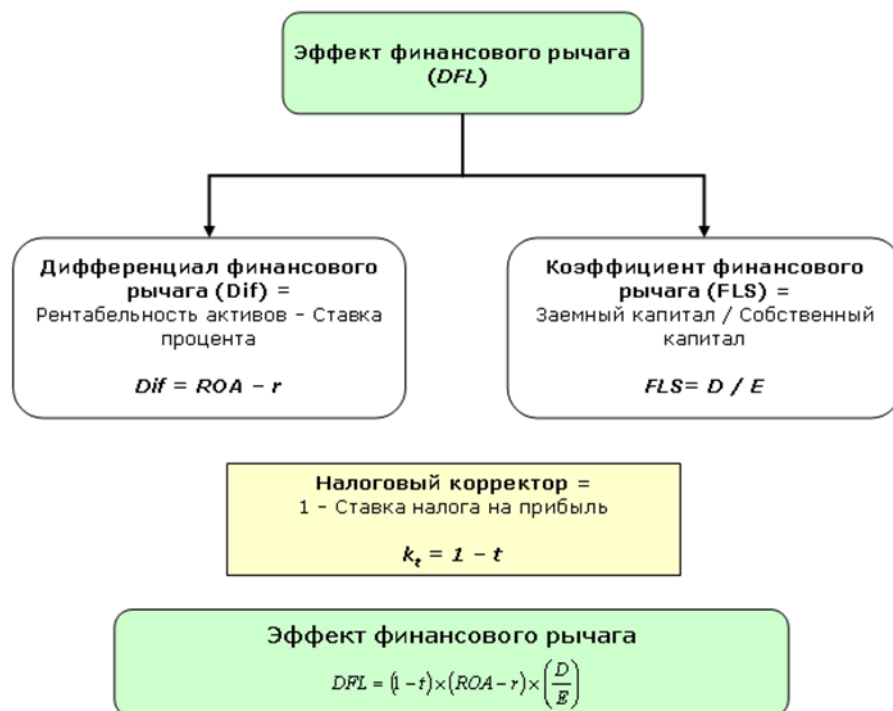 Эффект финансового рычага
(DFL)
Дифференциал финансового
рычага (Dif) =
Рентабельность активов – Ставка
процента
Dif = ROA – r
Коэффициент финансового
рычага (FLS) =
Заемный капитал / Собственный
капитал
FLS= D / E
Налоговый корректор =
1 – Ставка налога на прибыль
kₜ = 1 – t
Эффект финансового рычага
DFL = (1−t)×(ROA−r)×(D/E)